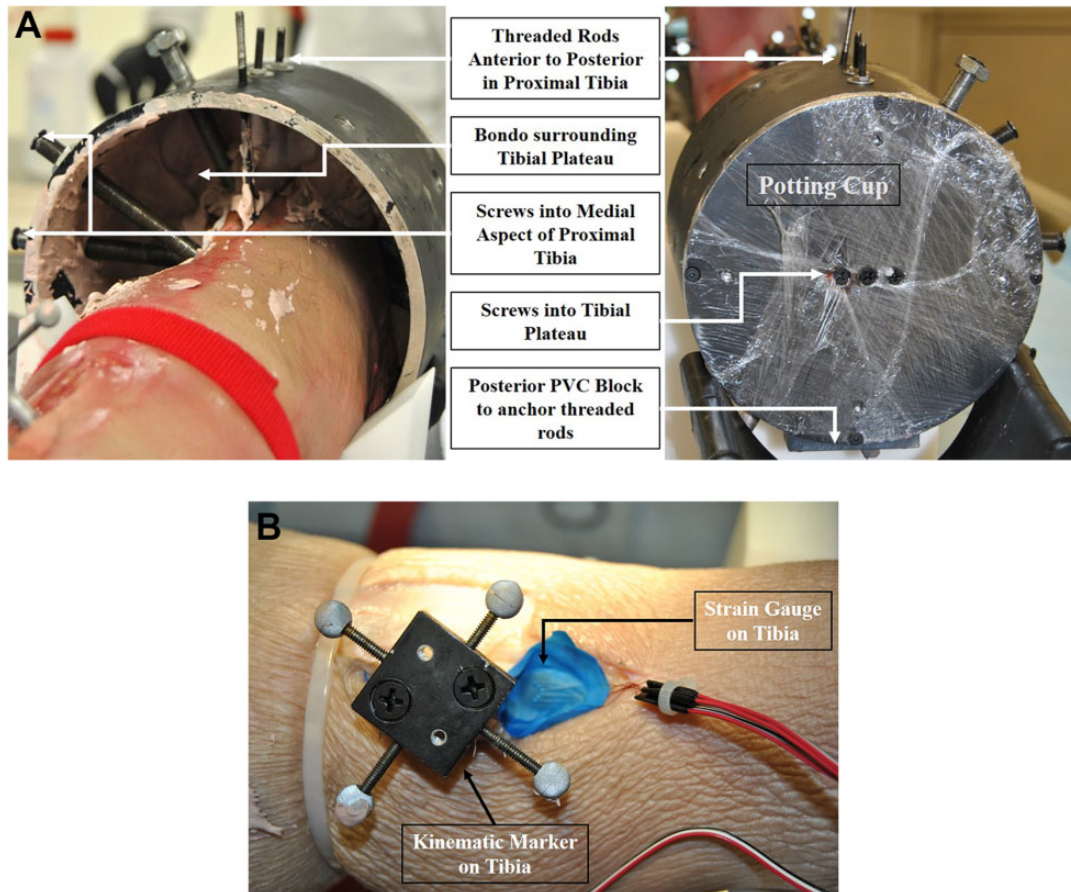 A
Threaded Rods
Anterior to Posterior
in Proximal Tibia
Bondo surrounding
Tibial Plateau
Screws into Medial
Aspect of Proximal
Tibia
Screws into Tibial
Plateau
Posterior PVC Block
to anchor threaded
rods
Potting Cup
B
Strain Gauge
on Tibia
Kinematic Marker
on Tibia